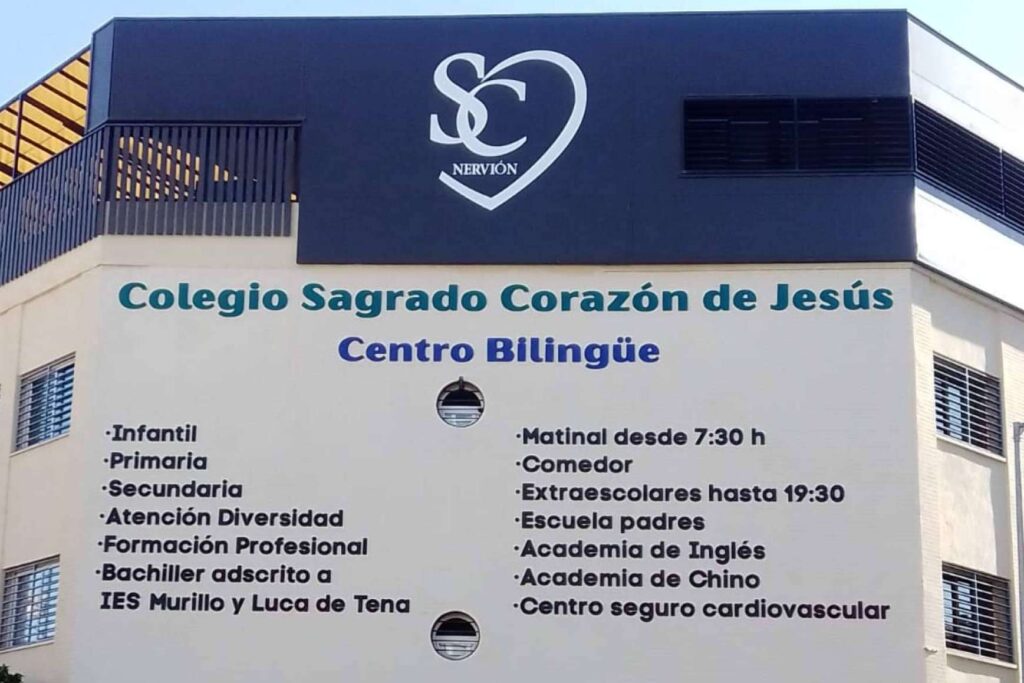 SC
NERVIÓN
Colegio Sagrado Corazón de Jesús
Centro Bilingüe
·Infantil
·Primaria
·Secundaria
·Atención Diversidad
·Formación Profesional
·Bachiller adscrito a
IES Murillo y Luca de Tena
·Matinal desde 7:30 h
·Comedor
·Extraescolares hasta 19:30
·Escuela padres
·Academia de Inglés
·Academia de Chino
·Centro seguro cardiovascular